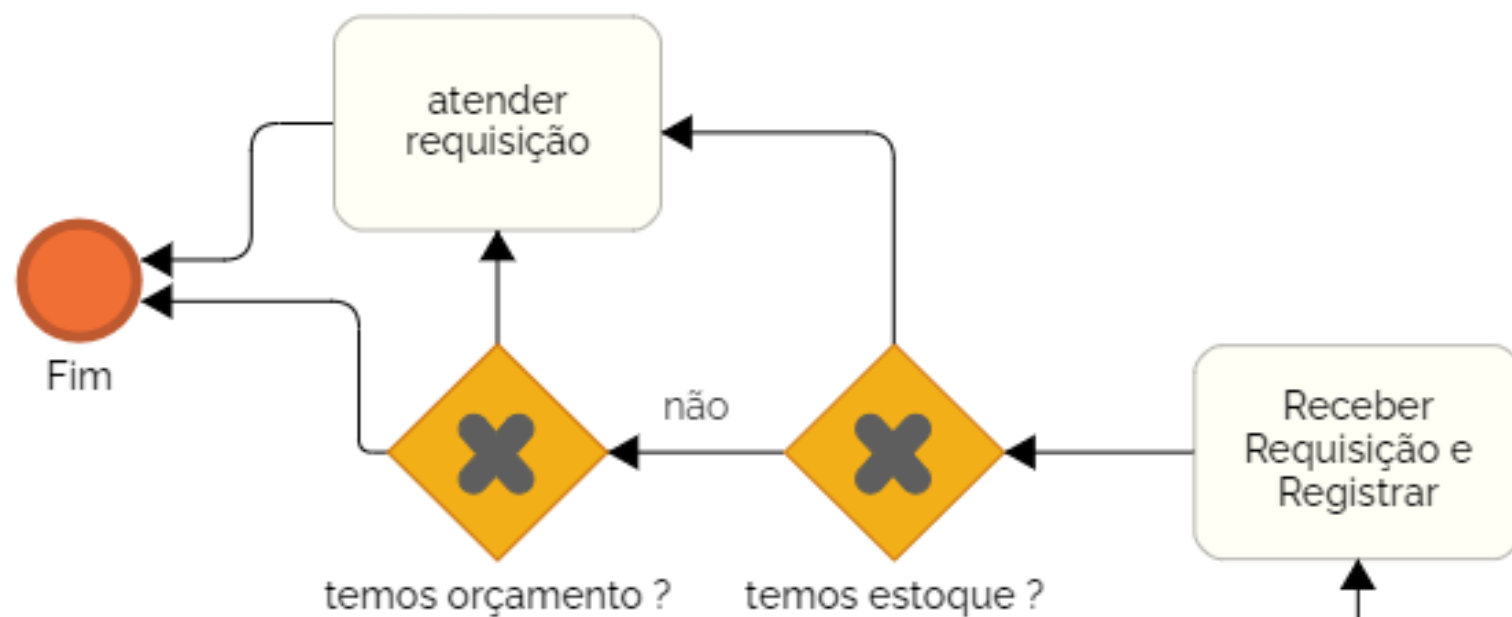 atender
requisição
Fim
não
Receber
Requisição e
Registrar
temos orçamento ?
temos estoque ?